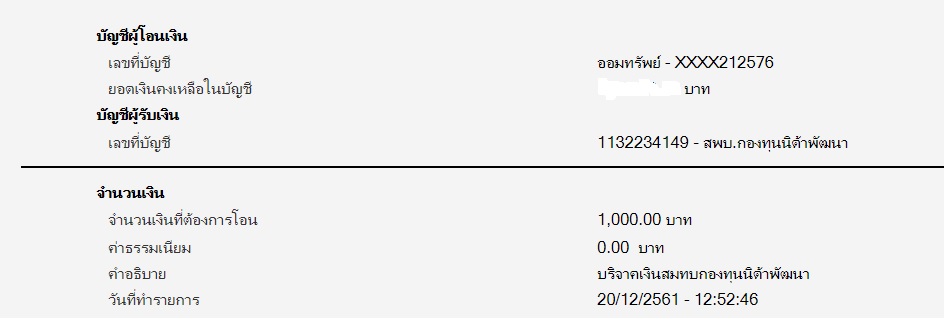 บัญชีผู้โอนเงิน
เลขที่บัญชี ออมทรัพย์ - XXXX212576
ยอดเงินคงเหลือในบัญชี บาท
บัญชีผู้รับเงิน
เลขที่บัญชี 1132234149 - สพบ.กองทุนนิด้าพัฒนา
จำนวนเงิน
จำนวนเงินที่ต้องการโอน 1,000.00 บาท
ค่าธรรมเนียม 0.00 บาท
คำอธิบาย บริจาคเงินสมทบกองทุนนิด้าพัฒนา
วันที่ทำรายการ 20/12/2561 - 12:52:46